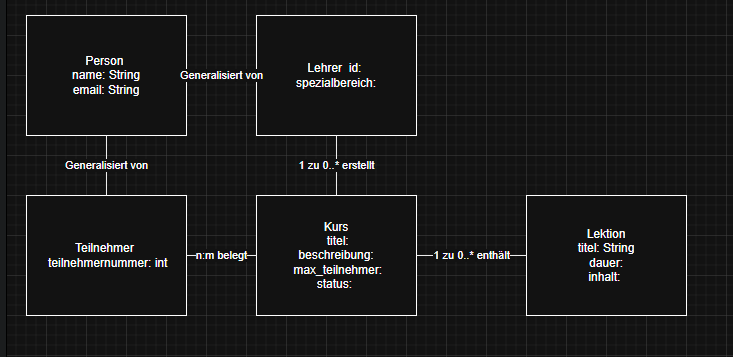 Person
name: String
email: String
Generalisiert von
Lehrer  id:
spezialbereich:
Generalisiert von
1 zu 0..* erstellt
Teilnehmer
teilnehmernummer: int
n:m belegt
Kurs
titel:
beschreibung:
max_teilnehmer:
status:
1 zu 0..* enthält
Lektion
titel: String
dauer:
inhalt: